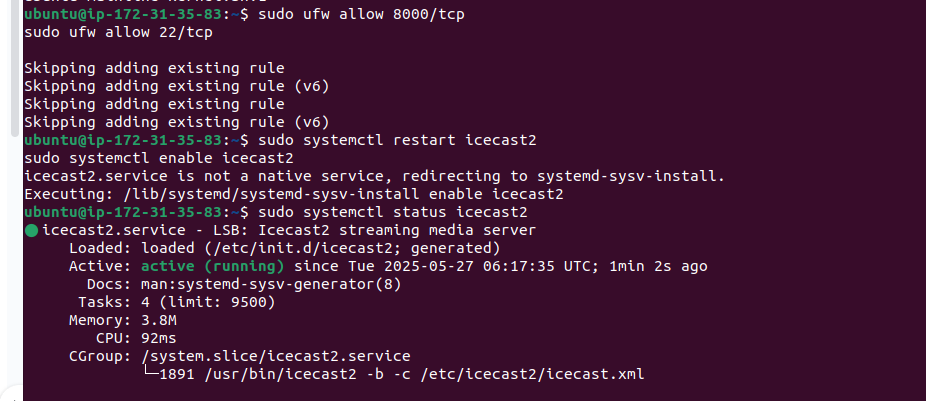 ubuntu@ip-172-31-35-83:~$ sudo ufw allow 8000/tcp
sudo ufw allow 22/tcp
Skipping adding existing rule
Skipping adding existing rule (v6)
Skipping adding existing rule
Skipping adding existing rule (v6)
ubuntu@ip-172-31-35-83:~$ sudo systemctl restart icecast2
sudo systemctl enable icecast2
icecast2.service is not a native service, redirecting to systemd-sysv-install.
Executing: /lib/systemd/systemd-sysv-install enable icecast2
ubuntu@ip-172-31-35-83:~$ sudo systemctl status icecast2
● icecast2.service - LSB: Icecast2 streaming media server
Loaded: loaded (/etc/init.d/icecast2; generated)
Active: active (running) since Tue 2025-05-27 06:17:35 UTC; 1min 2s ago
Docs: man:systemd-sysv-generator(8)
Tasks: 4 (limit: 9500)
Memory: 3.8M
CPU: 92ms
CGroup: /system.slice/icecast2.service
└─1891 /usr/bin/icecast2 -b -c /etc/icecast2/icecast.xml